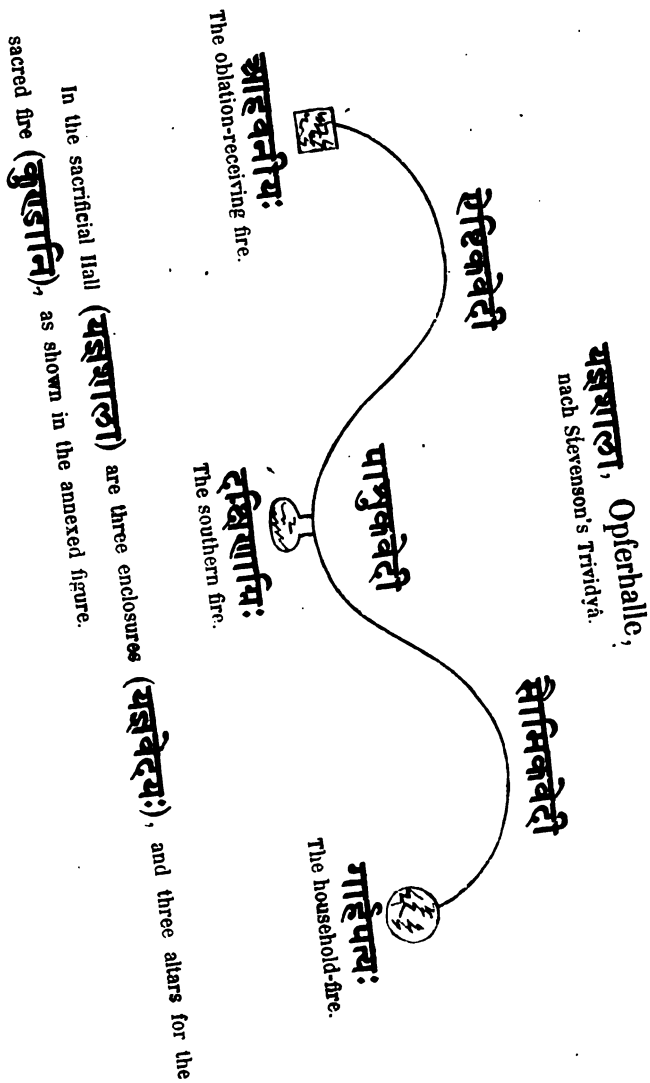 यज्ञशाला, Opferhalle,
nach Stevenson's Trividyâ.
ऐष्टिकवेदी
पाशुकवेदी
सौमिकवेदी
आहवनीयः
The oblation-receiving fire.
दक्षिणाग्निः
The southern fire.
गार्हपत्यः
The household-fire.
In the sacrificial Hall (यज्ञशाला) are three enclosures (यज्ञवेद्यः), and three altars for the
sacred fire (कुण्डानि), as shown in the annexed figure.